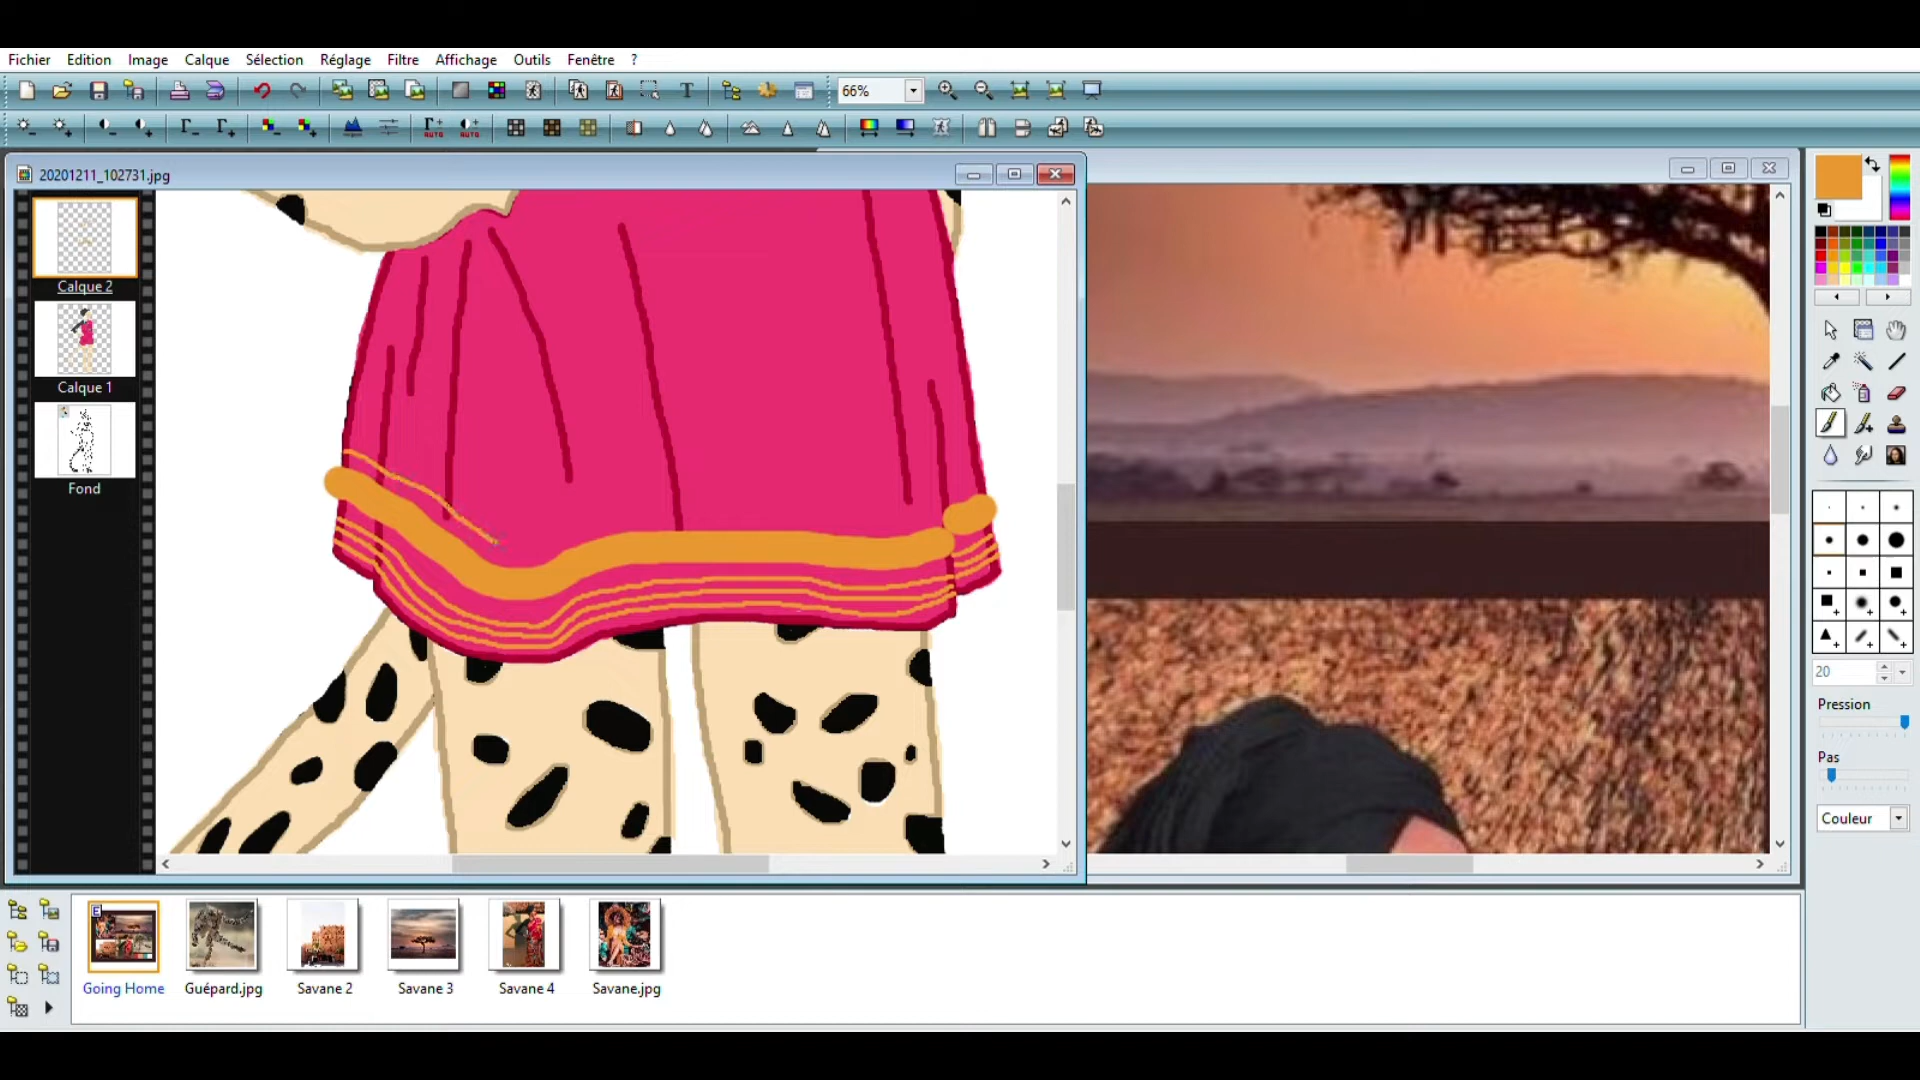 Fichier Edition Image Calque Sélection Réglage Filtre Affichage Outils Fenêtre ?
66%
20201211_102731.jpg
Calque 2
Calque 1
Fond
20
Pression
Pas
Couleur
Going Home Guépard.jpg Savane 2 Savane 3 Savane 4 Savane.jpg